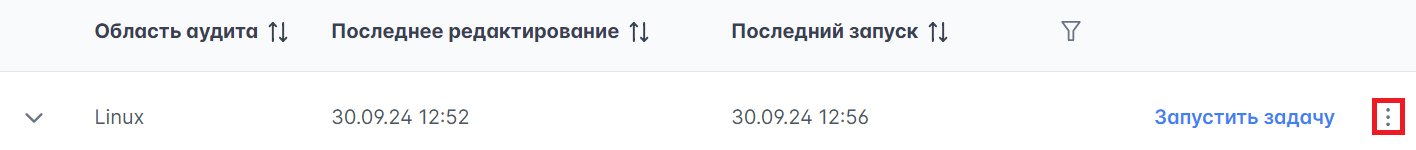 Область аудита Последнее редактирование Последний запуск
Linux 30.09.24 12:52 30.09.24 12:56 Запустить задачу